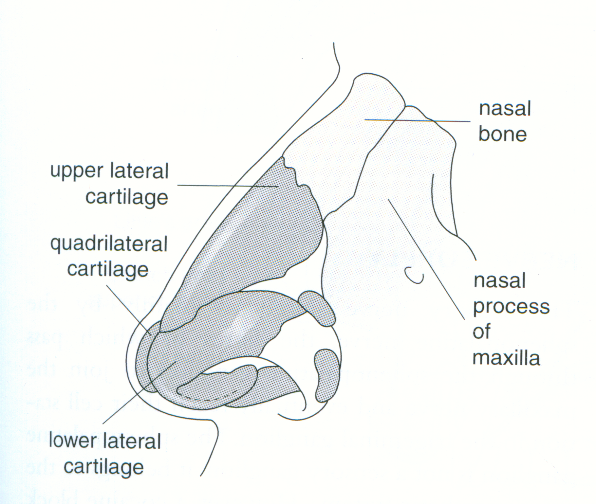 nasal
bone
upper lateral
cartilage
quadrilateral
cartilage
nasal
process
of
maxilla
lower lateral
cartilage